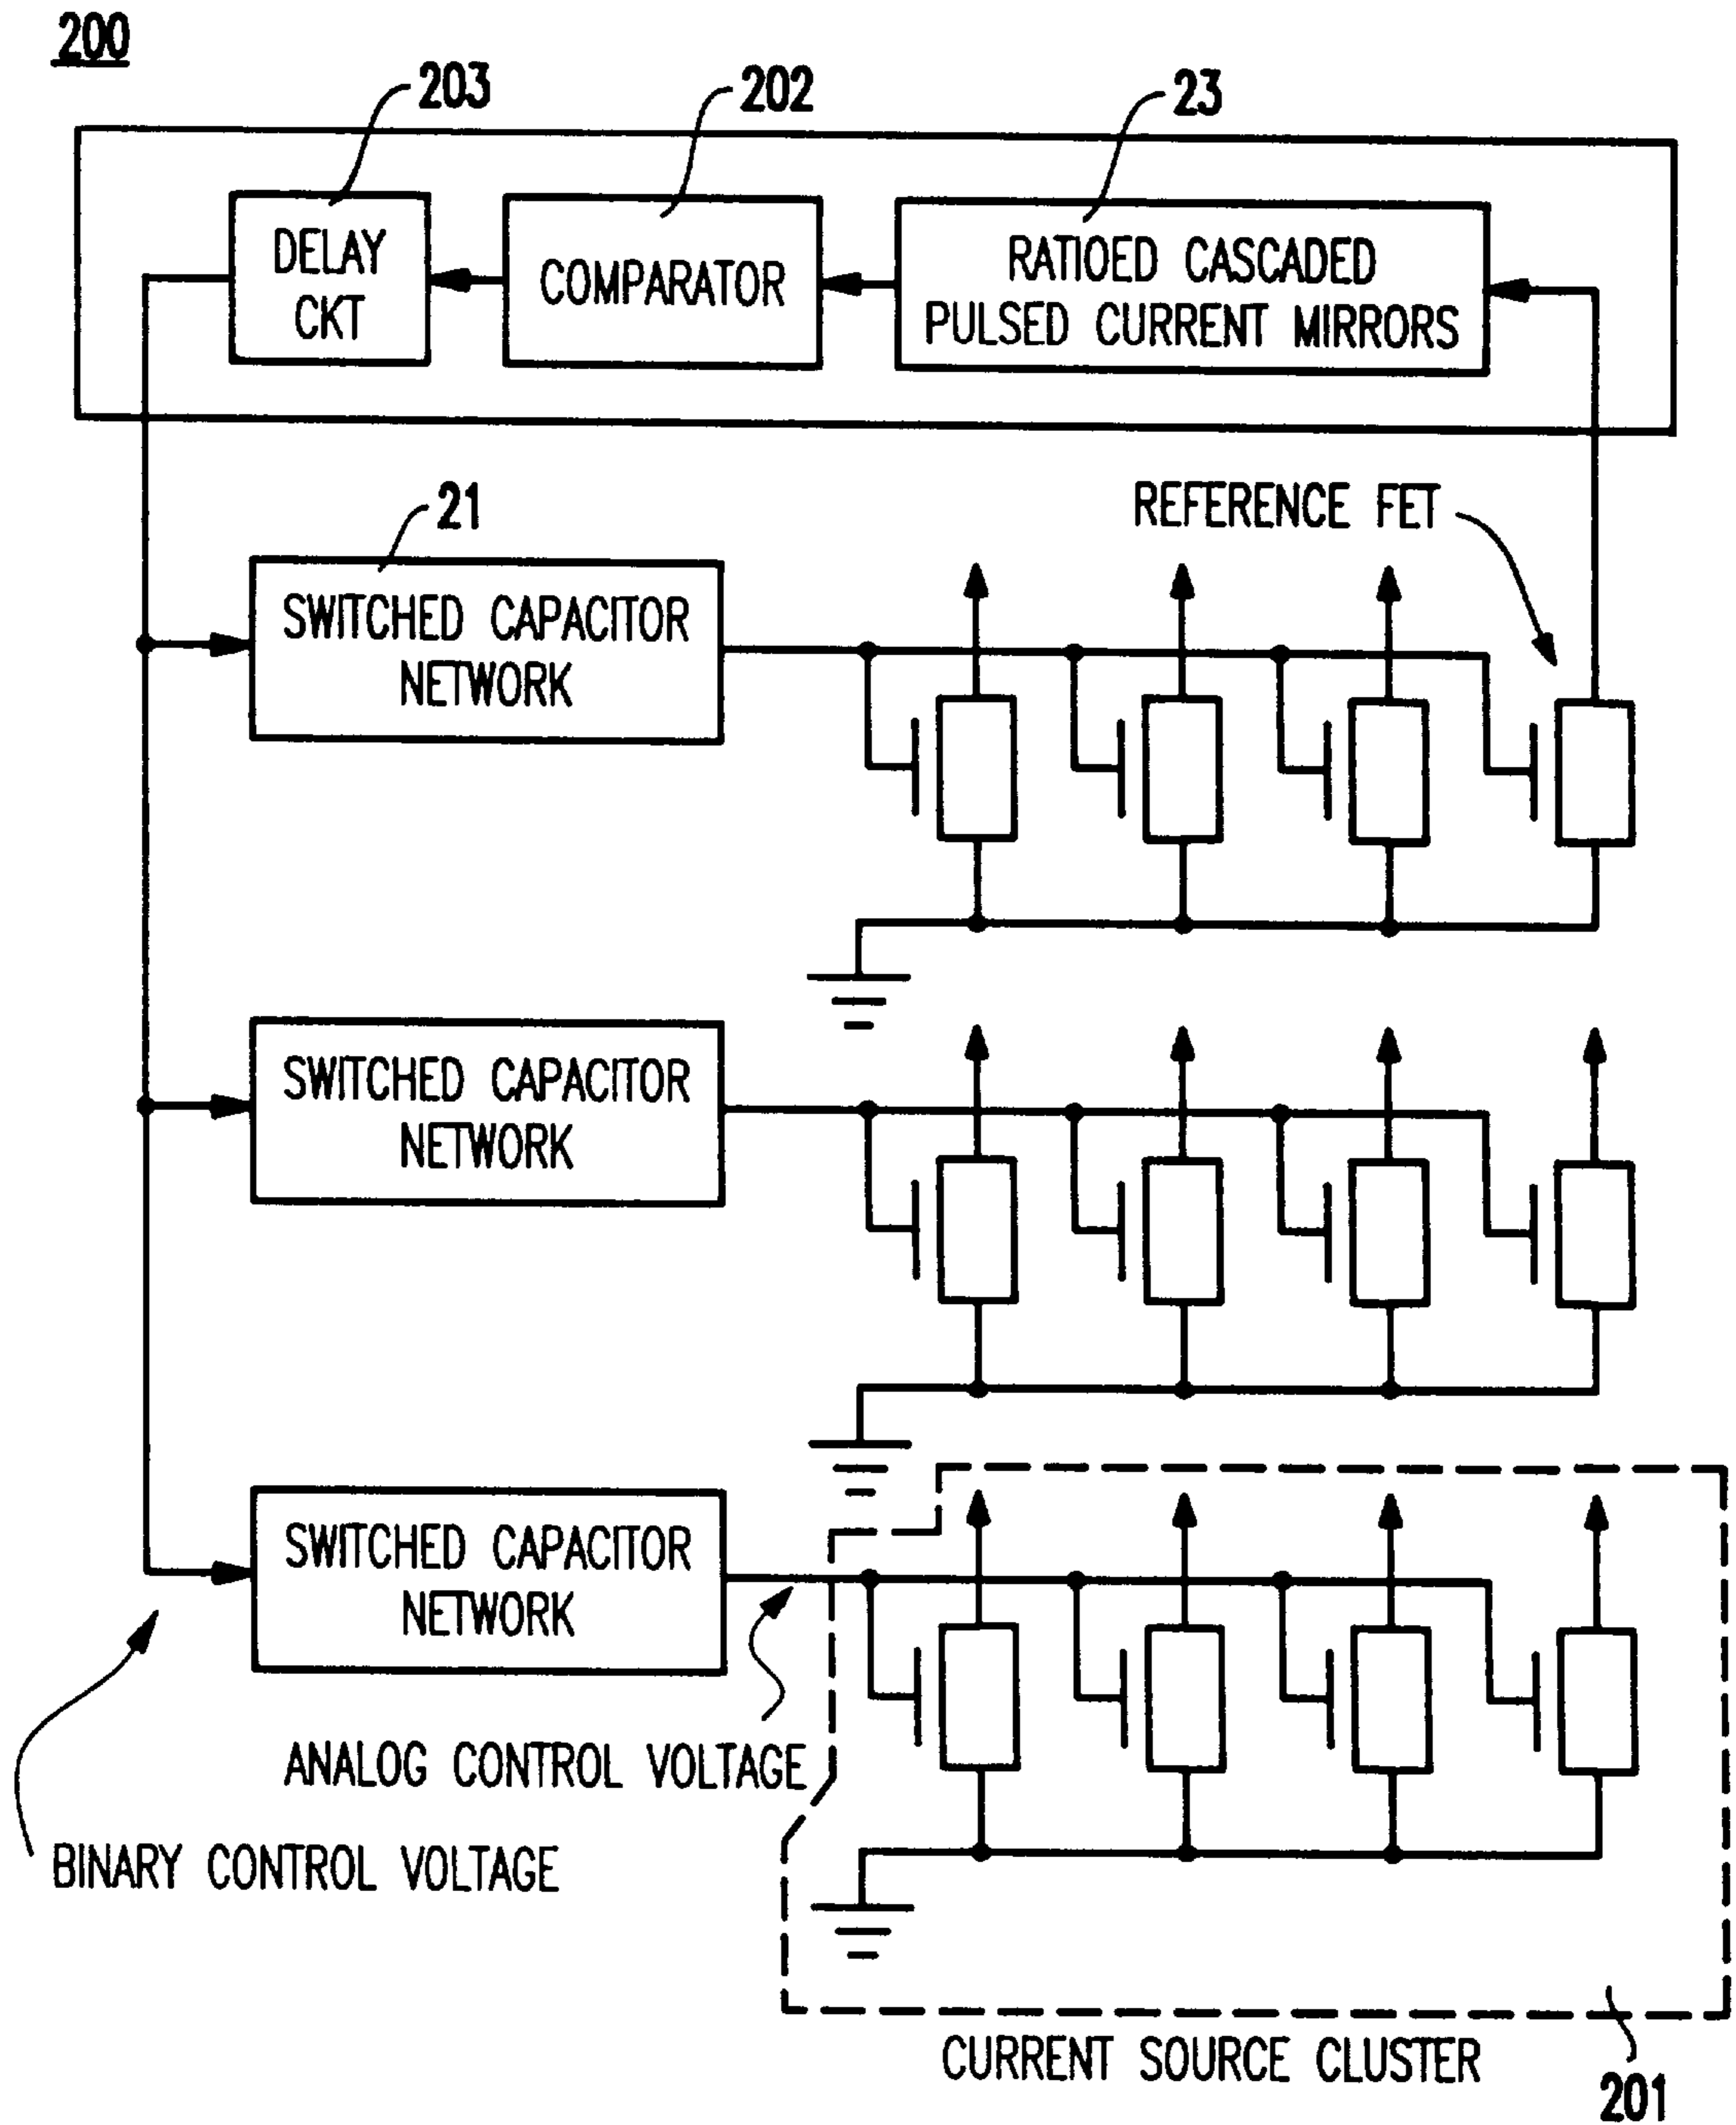 200
203
202
23
DELAY
CKT
COMPARATOR
RATIOED CASCADED
PULSED CURRENT MIRRORS
21
REFERENCE FET
SWITCHED CAPACITOR
NETWORK
SWITCHED CAPACITOR
NETWORK
SWITCHED CAPACITOR
NETWORK
ANALOG CONTROL VOLTAGE
BINARY CONTROL VOLTAGE
CURRENT SOURCE CLUSTER
201